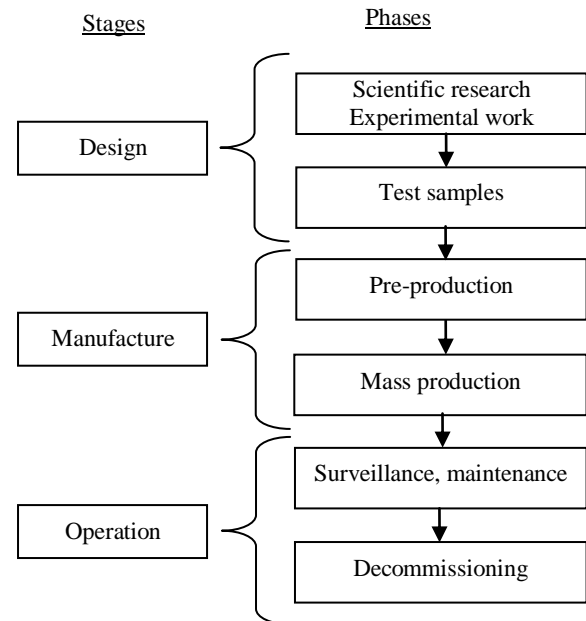 Stages
Phases
Scientific research
Experimental work
Design
Test samples
Pre-production
Manufacture
Mass production
Surveillance, maintenance
Operation
Decommissioning